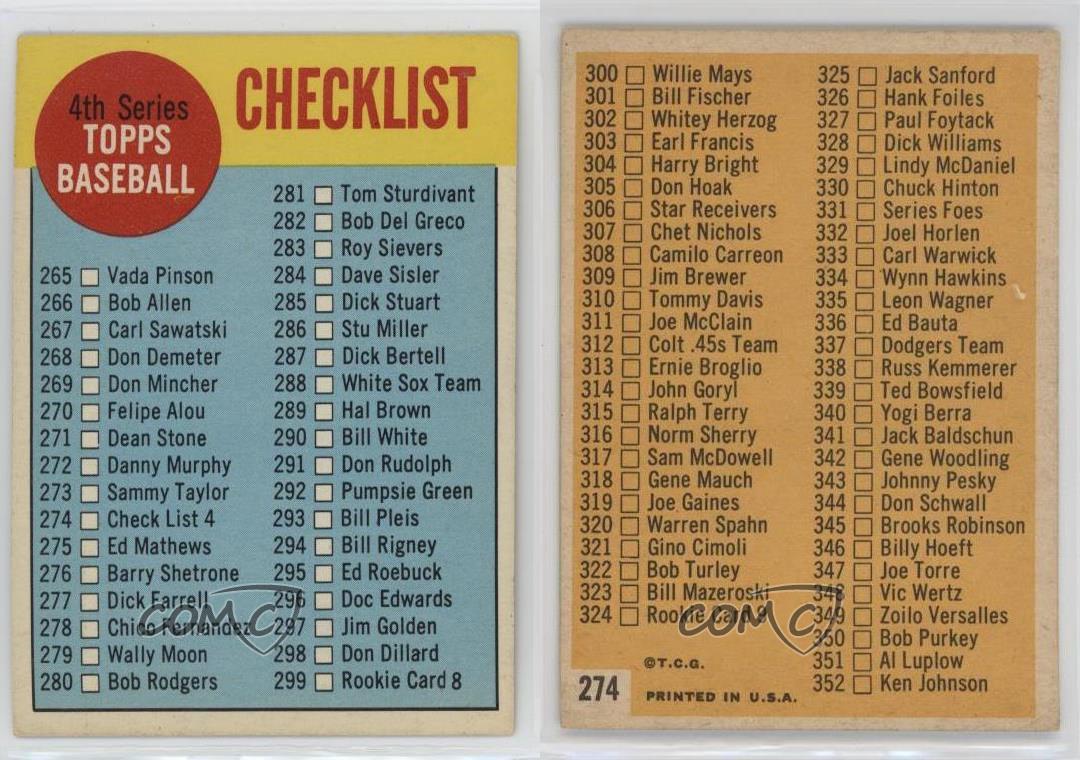 4th Series
TOPPS
BASEBALL
CHECKLIST
265 Vada Pinson
266 Bob Allen
267 Carl Sawatski
268 Don Demeter
269 Don Mincher
270 Felipe Alou
271 Dean Stone
272 Danny Murphy
273 Sammy Taylor
274 Check List 4
275 Ed Mathews
276 Barry Shetrone
277 Dick Farrell
278 Chico Fernandez
279 Wally Moon
280 Bob Rodgers
281 Tom Sturdivant
282 Bob Del Greco
283 Roy Sievers
284 Dave Sisler
285 Dick Stuart
286 Stu Miller
287 Dick Bertell
288 White Sox Team
289 Hal Brown
290 Bill White
291 Don Rudolph
292 Pumpsie Green
293 Bill Pleis
294 Bill Rigney
295 Ed Roebuck
296 Doc Edwards
297 Jim Golden
298 Don Dillard
299 Rookie Card 8
COMC
300 Willie Mays
301 Bill Fischer
302 Whitey Herzog
303 Earl Francis
304 Harry Bright
305 Don Hoak
306 Star Receivers
307 Chet Nichols
308 Camilo Carreon
309 Jim Brewer
310 Tommy Davis
311 Joe McClain
312 Colt .45s Team
313 Ernie Broglio
314 John Goryl
315 Ralph Terry
316 Norm Sherry
317 Sam McDowell
318 Gene Mauch
319 Joe Gaines
320 Warren Spahn
321 Gino Cimoli
322 Bob Turley
323 Bill Mazeroski
324 Rookie Card 9
325 Jack Sanford
326 Hank Foiles
327 Paul Foytack
328 Dick Williams
329 Lindy McDaniel
330 Chuck Hinton
331 Series Foes
332 Joel Horlen
333 Carl Warwick
334 Wynn Hawkins
335 Leon Wagner
336 Ed Bauta
337 Dodgers Team
338 Russ Kemmerer
339 Ted Bowsfield
340 Yogi Berra
341 Jack Baldschun
342 Gene Woodling
343 Johnny Pesky
344 Don Schwall
345 Brooks Robinson
346 Billy Hoeft
347 Joe Torre
348 Vic Wertz
349 Zoilo Versalles
350 Bob Purkey
351 Al Luplow
352 Ken Johnson
COMC
©T.C.G.
274
PRINTED IN U.S.A.